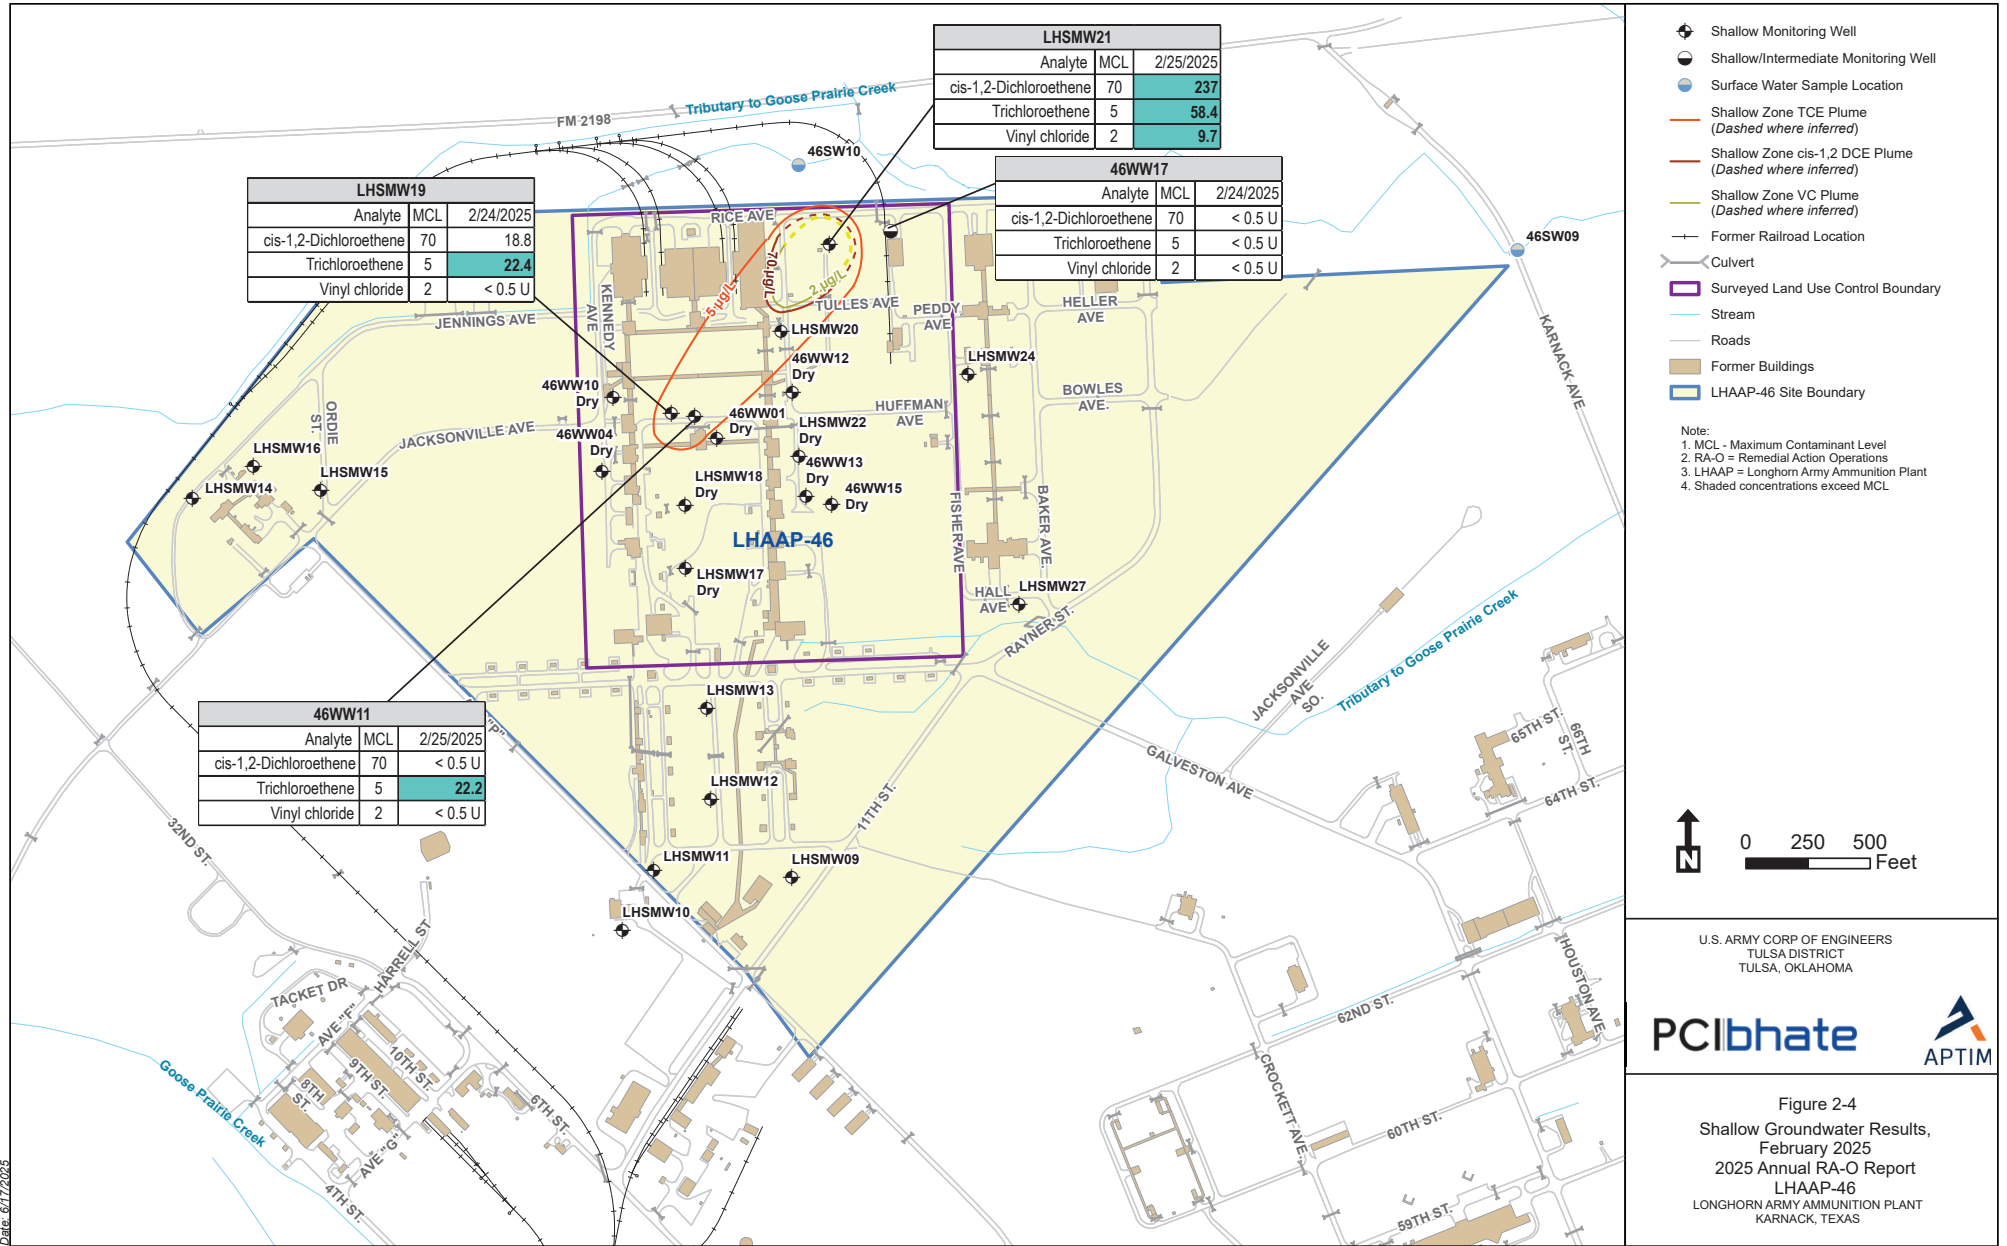 LHSMW21
Analyte MCL 2/25/2025
cis-1,2-Dichloroethene 70 237
Trichloroethene 5 58.4
Vinyl chloride 2 9.7
46WW17
Analyte MCL 2/24/2025
cis-1,2-Dichloroethene 70 < 0.5 U
Trichloroethene 5 < 0.5 U
Vinyl chloride 2 < 0.5 U
LHSMW19
Analyte MCL 2/24/2025
cis-1,2-Dichloroethene 70 18.8
Trichloroethene 5 22.4
Vinyl chloride 2 < 0.5 U
46WW11
Analyte MCL 2/25/2025
cis-1,2-Dichloroethene 70 < 0.5 U
Trichloroethene 5 22.2
Vinyl chloride 2 < 0.5 U
FM 2198
Tributary to Goose Prairie Creek
46SW10
46SW09
RICE AVE
70 µg/L
2 µg/L
5 µg/L
KENNEDY
AVE
TULLES AVE
PEDDY
AVE
HELLER
AVE
JENNINGS AVE
LHSMW20
46WW12
Dry
LHSMW24
KARNACK AVE
46WW10
Dry
BOWLES
AVE.
HUFFMAN
AVE
ORDIE
ST.
JACKSONVILLE AVE
46WW01
Dry
LHSMW22
Dry
46WW04
Dry
LHSMW16
LHSMW15
LHSMW14
LHSMW18
Dry
46WW13
Dry
46WW15
Dry
FISHER AVE
BAKER AVE.
LHAAP-46
LHSMW17
Dry
HALL
AVE
LHSMW27
RAYNER ST.
Tributary to Goose Prairie Creek
JACKSONVILLE
AVE
SO.
LHSMW13
"P"
GALVESTON AVE
65TH ST.
66TH
ST.
64TH ST.
LHSMW12
11TH ST.
32ND ST.
LHSMW11
LHSMW09
LHSMW10
HARRELL ST
TACKET DR
AVE "F"
10TH ST.
9TH ST.
8TH
ST.
6TH ST.
AVE "G"
4TH ST.
Goose Prairie Creek
62ND ST.
HOUSTON AVE
CROCKETT AVE.
60TH ST.
59TH ST.
Date: 6/17/2025
Shallow Monitoring Well
Shallow/Intermediate Monitoring Well
Surface Water Sample Location
Shallow Zone TCE Plume
(Dashed where inferred)
Shallow Zone cis-1,2 DCE Plume
(Dashed where inferred)
Shallow Zone VC Plume
(Dashed where inferred)
Former Railroad Location
Culvert
Surveyed Land Use Control Boundary
Stream
Roads
Former Buildings
LHAAP-46 Site Boundary
Note:
1. MCL - Maximum Contaminant Level
2. RA-O = Remedial Action Operations
3. LHAAP = Longhorn Army Ammunition Plant
4. Shaded concentrations exceed MCL
N
0 250 500
Feet
U.S. ARMY CORP OF ENGINEERS
TULSA DISTRICT
TULSA, OKLAHOMA
PCIbhate
APTIM
Figure 2-4
Shallow Groundwater Results,
February 2025
2025 Annual RA-O Report
LHAAP-46
LONGHORN ARMY AMMUNITION PLANT
KARNACK, TEXAS